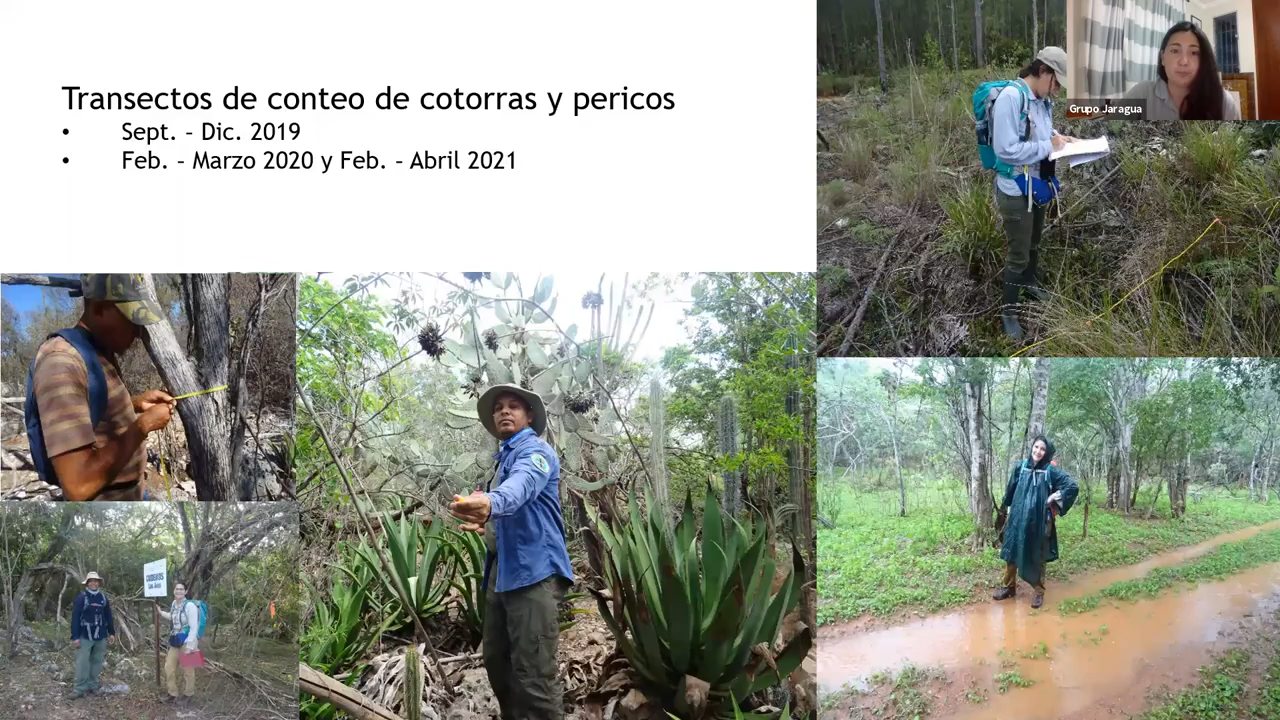 Transectos de conteo de cotorras y pericos
• Sept. - Dic. 2019
• Feb. - Marzo 2020 y Feb. - Abril 2021
Grupo Jaragua